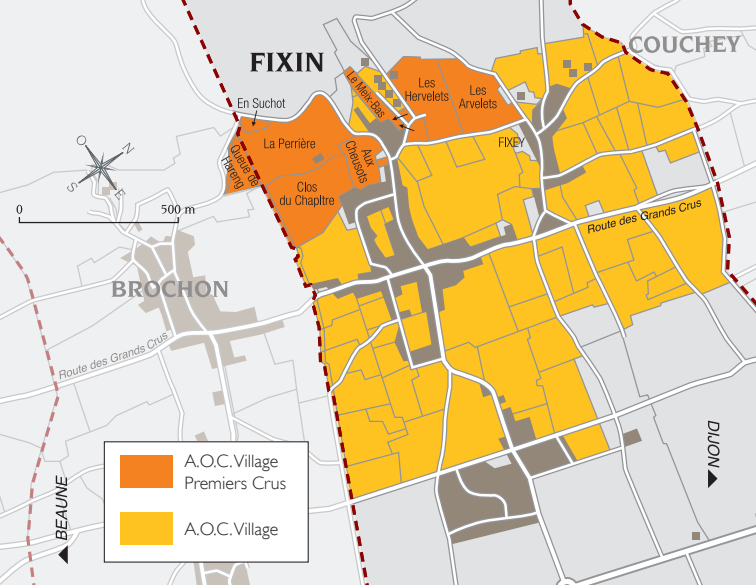 FIXIN
COUCHEY
Le Meix-Bas
Les
Hervelets
Les
Arvelets
En Suchot
La Perrière
Aux
Cheusots
FIXEY
Queue de
Hareng
Clos
du Chapître
N
O
S
E
0 500 m
Route des Grands Crus
BROCHON
Route des Grands Crus
A.O.C. Village
Premiers Crus
A.O.C. Village
BEAUNE
DIJON